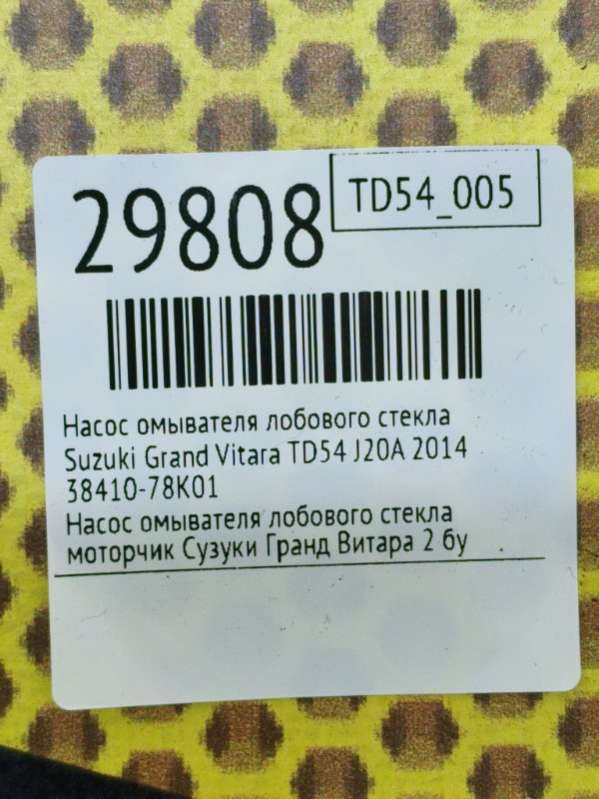 29808
TD54_005
Насос омывателя лобового стекла
Suzuki Grand Vitara TD54 J20A 2014
38410-78K01
Насос омывателя лобового стекла
моторчик Сузуки Гранд Витара 2 бу